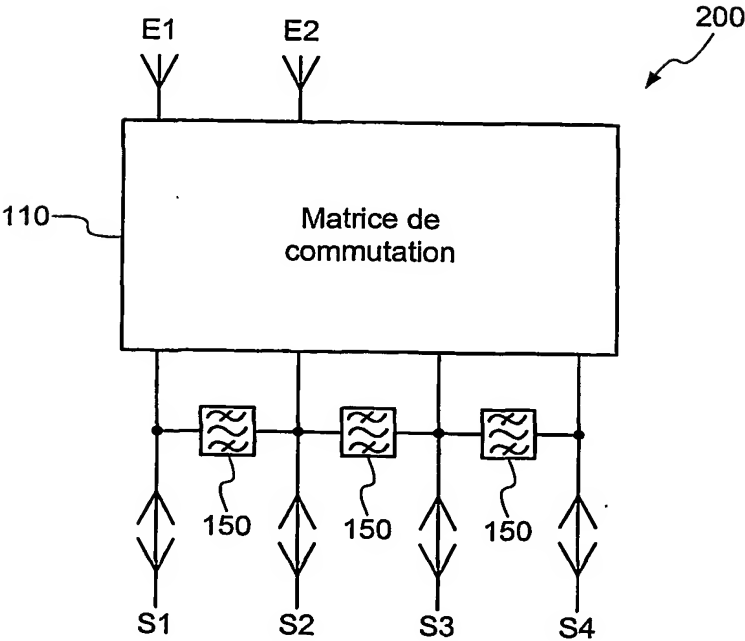 200
E1 E2
110
Matrice de
commutation
150 150 150
S1 S2 S3 S4